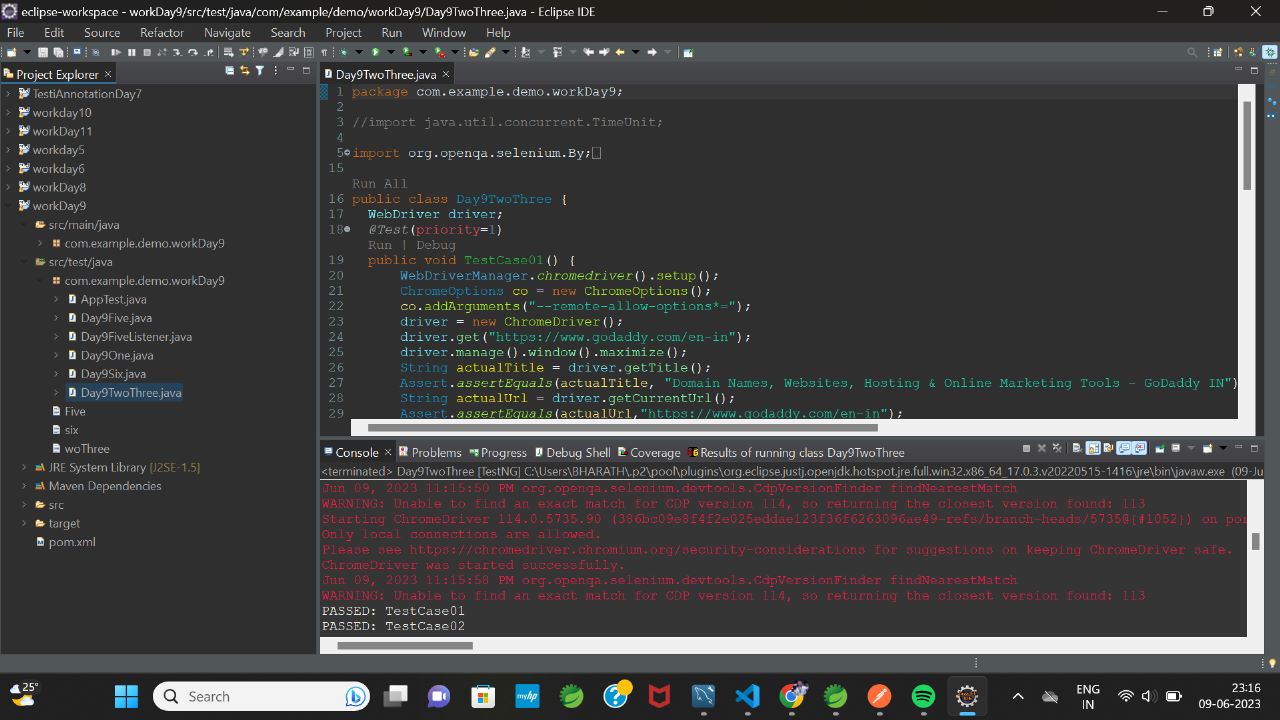 eclipse-workspace - workDay9/src/test/java/com/example/demo/workDay9/Day9TwoThree.java - Eclipse IDE
File Edit Source Refactor Navigate Search Project Run Window Help
Project Explorer
TestiAnnotationDay7
workday10
workDay11
workday5
workday6
workDay8
workDay9
src/main/java
com.example.demo.workDay9
src/test/java
com.example.demo.workDay9
AppTest.java
Day9Five.java
Day9FiveListener.java
Day9One.java
Day9Six.java
Day9TwoThree.java
Five
six
woThree
JRE System Library [J2SE-1.5]
Maven Dependencies
src
target
pom.xml
Day9TwoThree.java
1 package com.example.demo.workDay9;
2
3 //import java.util.concurrent.TimeUnit;
4
5 import org.openqa.selenium.By;
15
Run All
16 public class Day9TwoThree {
17 WebDriver driver;
18 @Test(priority=1)
Run | Debug
19 public void TestCase01() {
20 WebDriverManager.chromedriver().setup();
21 ChromeOptions co = new ChromeOptions();
22 co.addArguments("--remote-allow-options*=");
23 driver = new ChromeDriver();
24 driver.get("https://www.godaddy.com/en-in");
25 driver.manage().window().maximize();
26 String actualTitle = driver.getTitle();
27 Assert.assertEquals(actualTitle, "Domain Names, Websites, Hosting & Online Marketing Tools - GoDaddy IN")
28 String actualUrl = driver.getCurrentUrl();
29 Assert.assertEquals(actualUrl,"https://www.godaddy.com/en-in");
Console Problems Progress Debug Shell Coverage Results of running class Day9TwoThree
<terminated> Day9TwoThree [TestNG] C:\Users\BHARATH\.p2\pool\plugins\org.eclipse.justj.openjdk.hotspot.jre.full.win32.x86_64_17.0.3.v20220515-1416\jre\bin\javaw.exe (09-Ju
Jun 09, 2023 11:15:50 PM org.openqa.selenium.devtools.CdpVersionFinder findNearestMatch
WARNING: Unable to find an exact match for CDP version 114, so returning the closest version found: 113
Starting ChromeDriver 114.0.5735.90 (386bc09e8f4f2e025eddae123f36f6263096ae49-refs/branch-heads/5735@{#1052}) on por
Only local connections are allowed.
Please see https://chromedriver.chromium.org/security-considerations for suggestions on keeping ChromeDriver safe.
ChromeDriver was started successfully.
Jun 09, 2023 11:15:58 PM org.openqa.selenium.devtools.CdpVersionFinder findNearestMatch
WARNING: Unable to find an exact match for CDP version 114, so returning the closest version found: 113
PASSED: TestCase01
PASSED: TestCase02
25°
Search
myhp
ENG
IN
23:16
09-06-2023